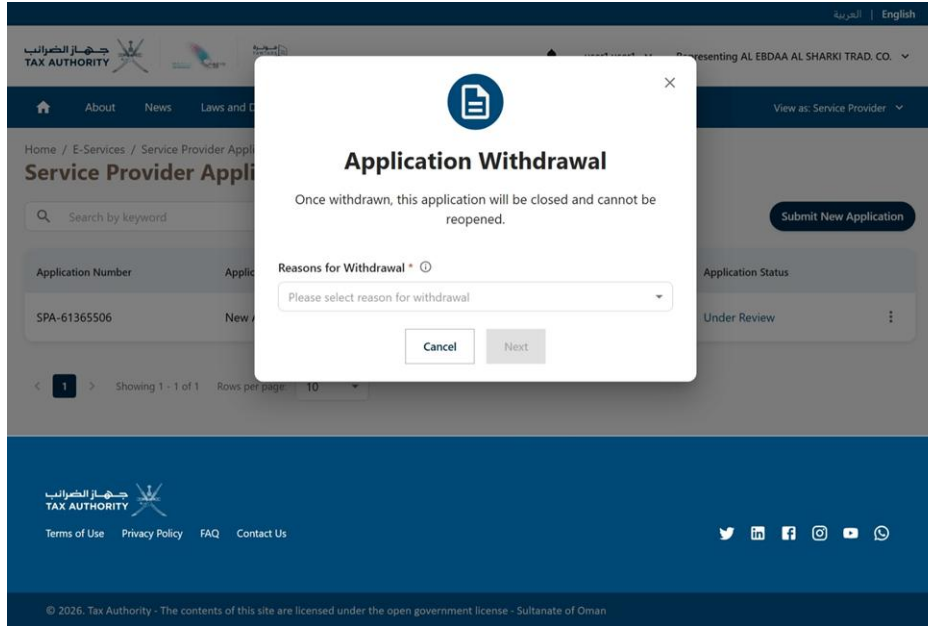 العربية | English
جهاز الضرائب
TAX AUTHORITY
Representing AL EBDAA AL SHARKI TRAD. CO.
About News Laws and
View as: Service Provider
Home / E-Services / Service Provider
Service Provider
Search by keyword
Submit New Application
Application Number
Application Status
SPA-61365506
New
Under Review
Application Withdrawal
Once withdrawn, this application will be closed and cannot be
reopened.
Reasons for Withdrawal *
Please select reason for withdrawal
Cancel Next
< 1 > Showing 1 - 1 of 1 Rows per page: 10
جهاز الضرائب
TAX AUTHORITY
Terms of Use Privacy Policy FAQ Contact Us
© 2026. Tax Authority - The contents of this site are licensed under the open government license - Sultanate of Oman